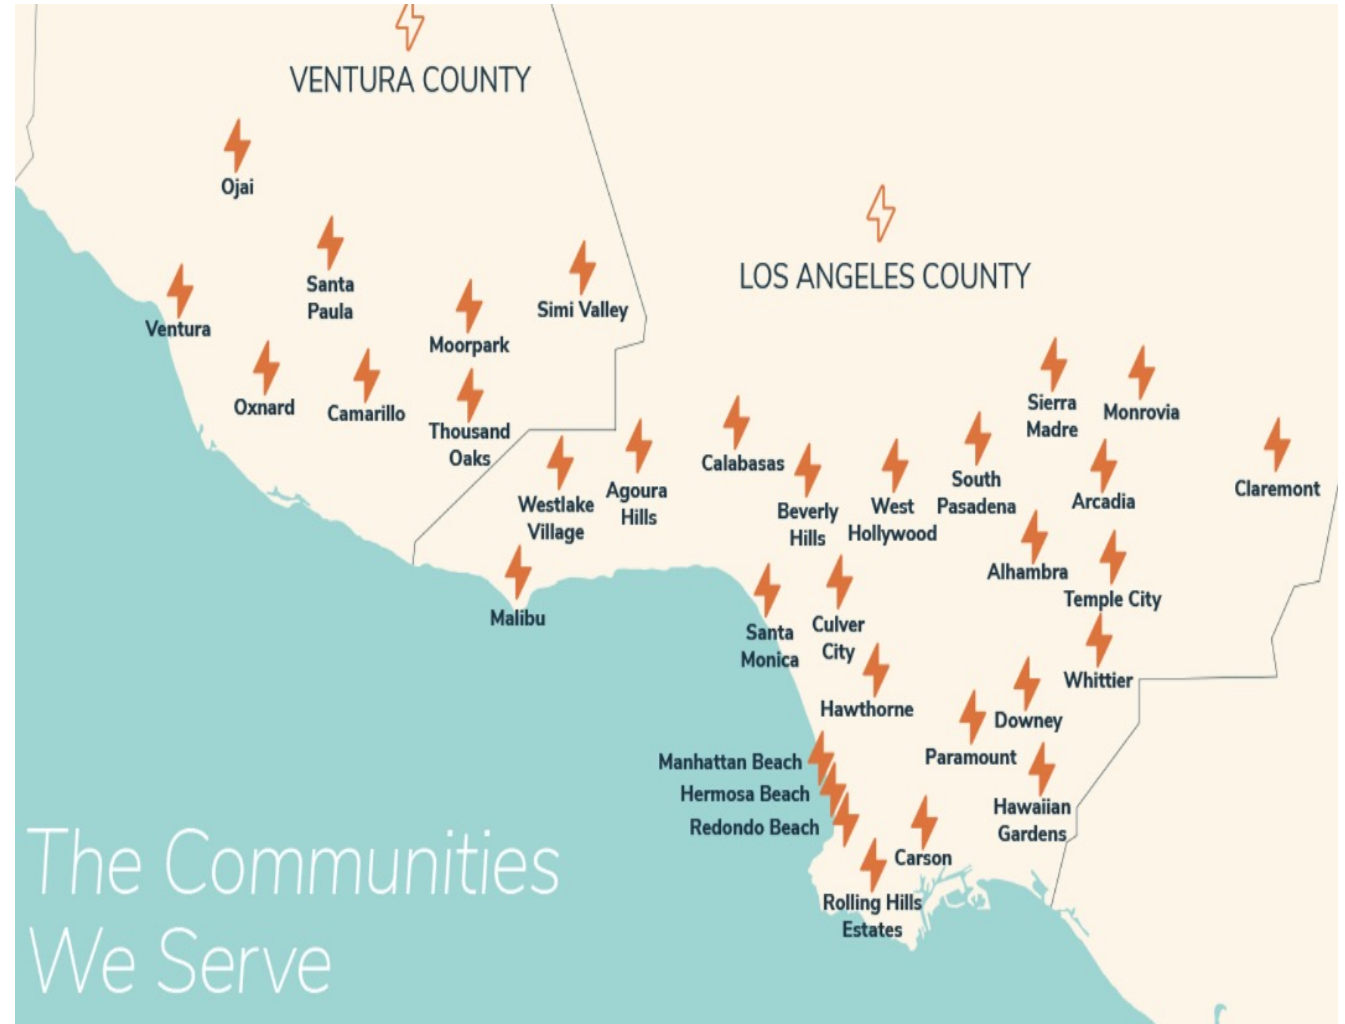 VENTURA COUNTY
Ojai
Santa
Paula
Ventura
Simi Valley
Moorpark
Oxnard
Camarillo
Thousand
Oaks
LOS ANGELES COUNTY
Sierra
Madre
Monrovia
Calabasas
Agoura
Hills
Westlake
Village
Beverly
Hills
West
Hollywood
South
Pasadena
Arcadia
Claremont
Alhambra
Temple City
Malibu
Santa
Monica
Culver
City
Whittier
Hawthorne
Downey
Paramount
Manhattan Beach
Hermosa Beach
Redondo Beach
Hawaiian
Gardens
Carson
Rolling Hills
Estates
The Communities
We Serve